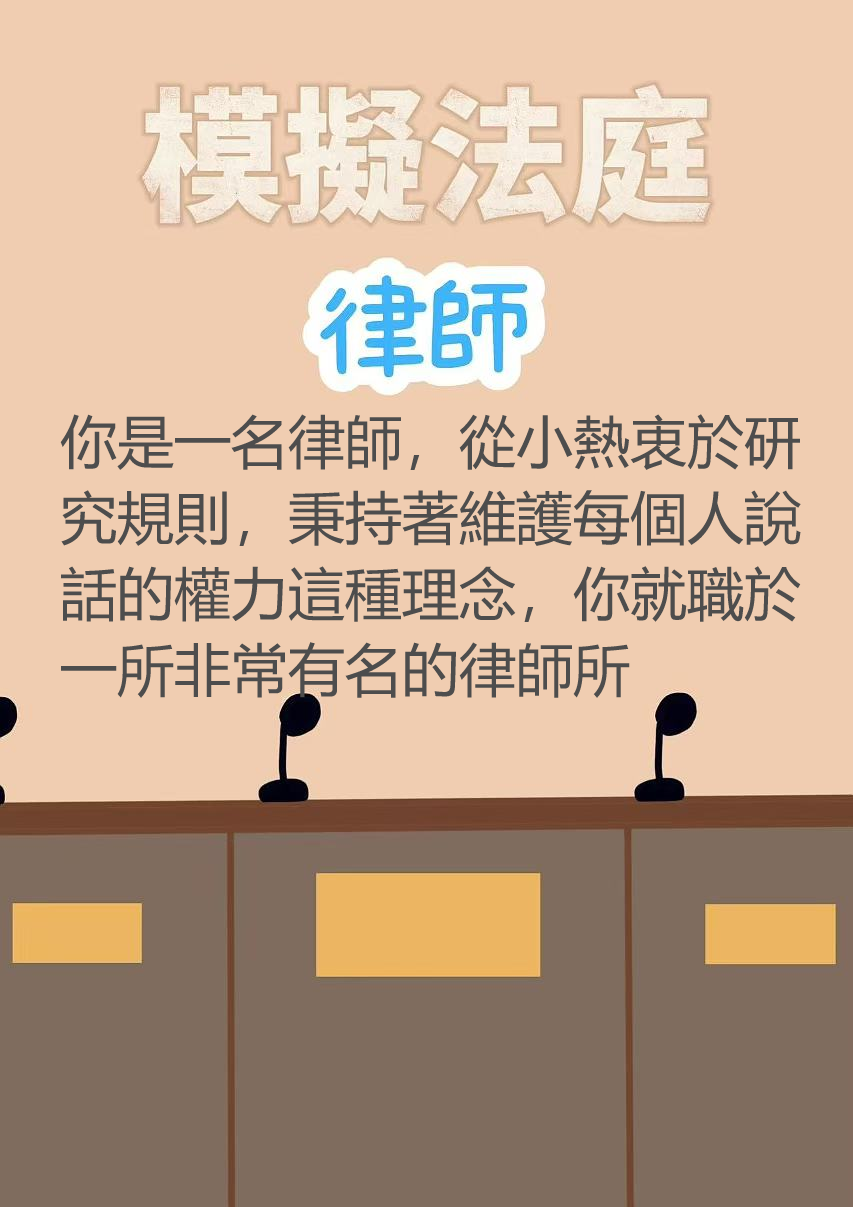 模擬法庭
律師
你是一名律師，從小熱衷於研
究規則，秉持著維護每個人說
話的權力這種理念，你就職於
一所非常有名的律師所